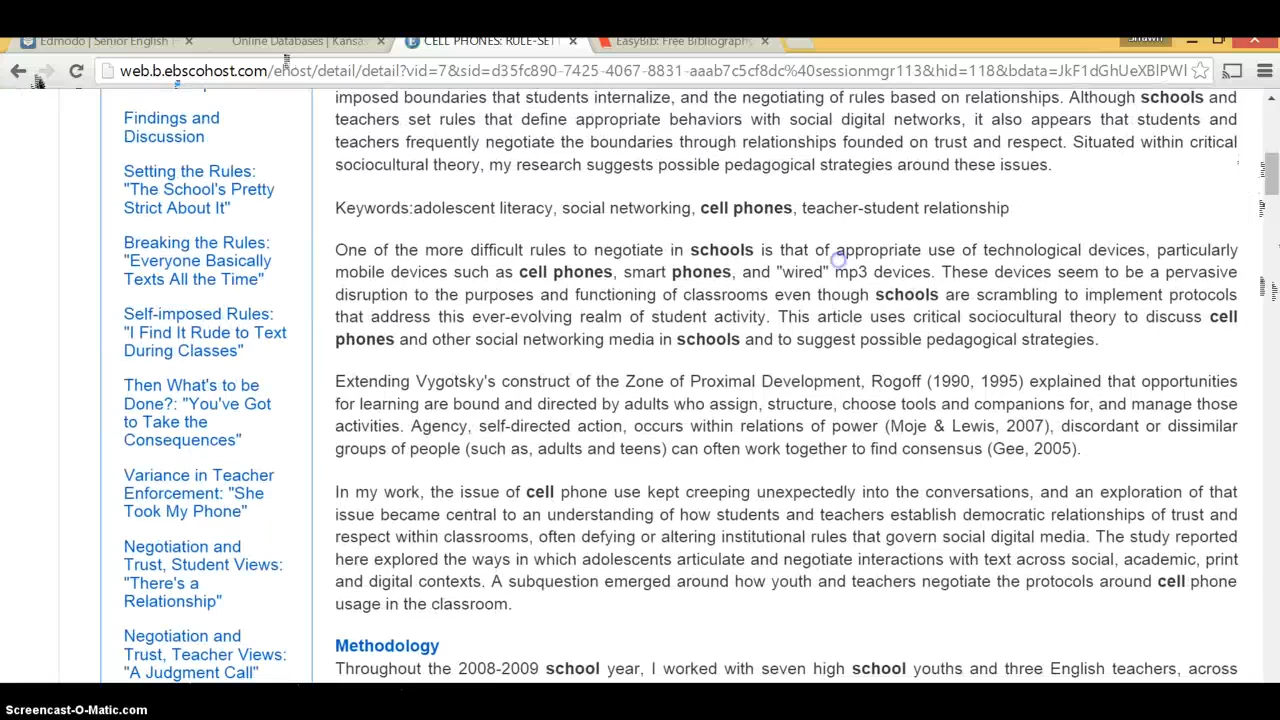 Edmodo | Senior English
Online Databases | Kansa
CELL PHONES: RULE-SET
EasyBib: Free Bibliography
web.b.ebscohost.com/ehost/detail/detail?vid=7&sid=d35fc890-7425-4067-8831-aaab7c5cf8dc%40sessionmgr113&hid=118&bdata=JkF1dGhUeXBlPWl
Findings and
Discussion
Setting the Rules:
"The School's Pretty
Strict About It"
Breaking the Rules:
"Everyone Basically
Texts All the Time"
Self-imposed Rules:
"I Find It Rude to Text
During Classes"
Then What's to be
Done?: "You've Got
to Take the
Consequences"
Variance in Teacher
Enforcement: "She
Took My Phone"
Negotiation and
Trust, Student Views:
"There's a
Relationship"
Negotiation and
Trust, Teacher Views:
"A Judgment Call"
imposed boundaries that students internalize, and the negotiating of rules based on relationships. Although schools and
teachers set rules that define appropriate behaviors with social digital networks, it also appears that students and
teachers frequently negotiate the boundaries through relationships founded on trust and respect. Situated within critical
sociocultural theory, my research suggests possible pedagogical strategies around these issues.
Keywords:adolescent literacy, social networking, cell phones, teacher-student relationship
One of the more difficult rules to negotiate in schools is that of appropriate use of technological devices, particularly
mobile devices such as cell phones, smart phones, and "wired" mp3 devices. These devices seem to be a pervasive
disruption to the purposes and functioning of classrooms even though schools are scrambling to implement protocols
that address this ever-evolving realm of student activity. This article uses critical sociocultural theory to discuss cell
phones and other social networking media in schools and to suggest possible pedagogical strategies.
Extending Vygotsky's construct of the Zone of Proximal Development, Rogoff (1990, 1995) explained that opportunities
for learning are bound and directed by adults who assign, structure, choose tools and companions for, and manage those
activities. Agency, self-directed action, occurs within relations of power (Moje & Lewis, 2007), discordant or dissimilar
groups of people (such as, adults and teens) can often work together to find consensus (Gee, 2005).
In my work, the issue of cell phone use kept creeping unexpectedly into the conversations, and an exploration of that
issue became central to an understanding of how students and teachers establish democratic relationships of trust and
respect within classrooms, often defying or altering institutional rules that govern social digital media. The study reported
here explored the ways in which adolescents articulate and negotiate interactions with text across social, academic, print
and digital contexts. A subquestion emerged around how youth and teachers negotiate the protocols around cell phone
usage in the classroom.
Methodology
Throughout the 2008-2009 school year, I worked with seven high school youths and three English teachers, across
Screencast-O-Matic.com